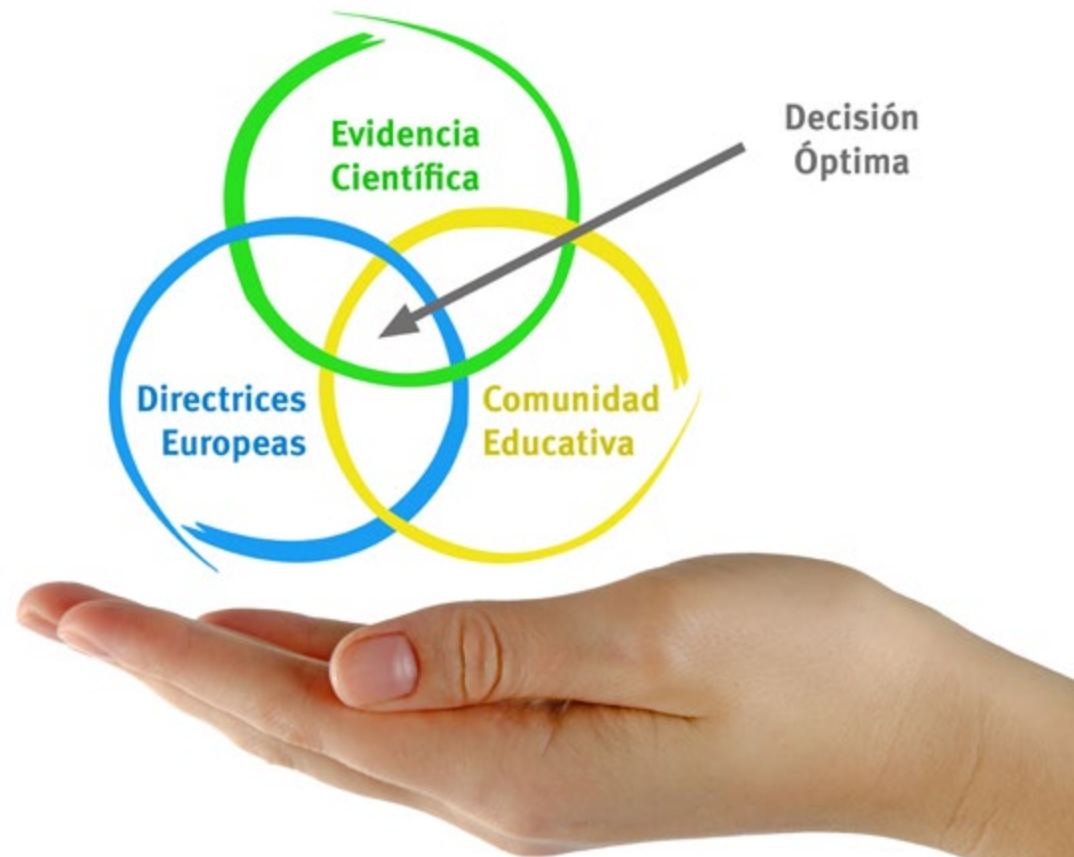 Evidencia
Científica
Decisión
Óptima
Directrices
Europeas
Comunidad
Educativa